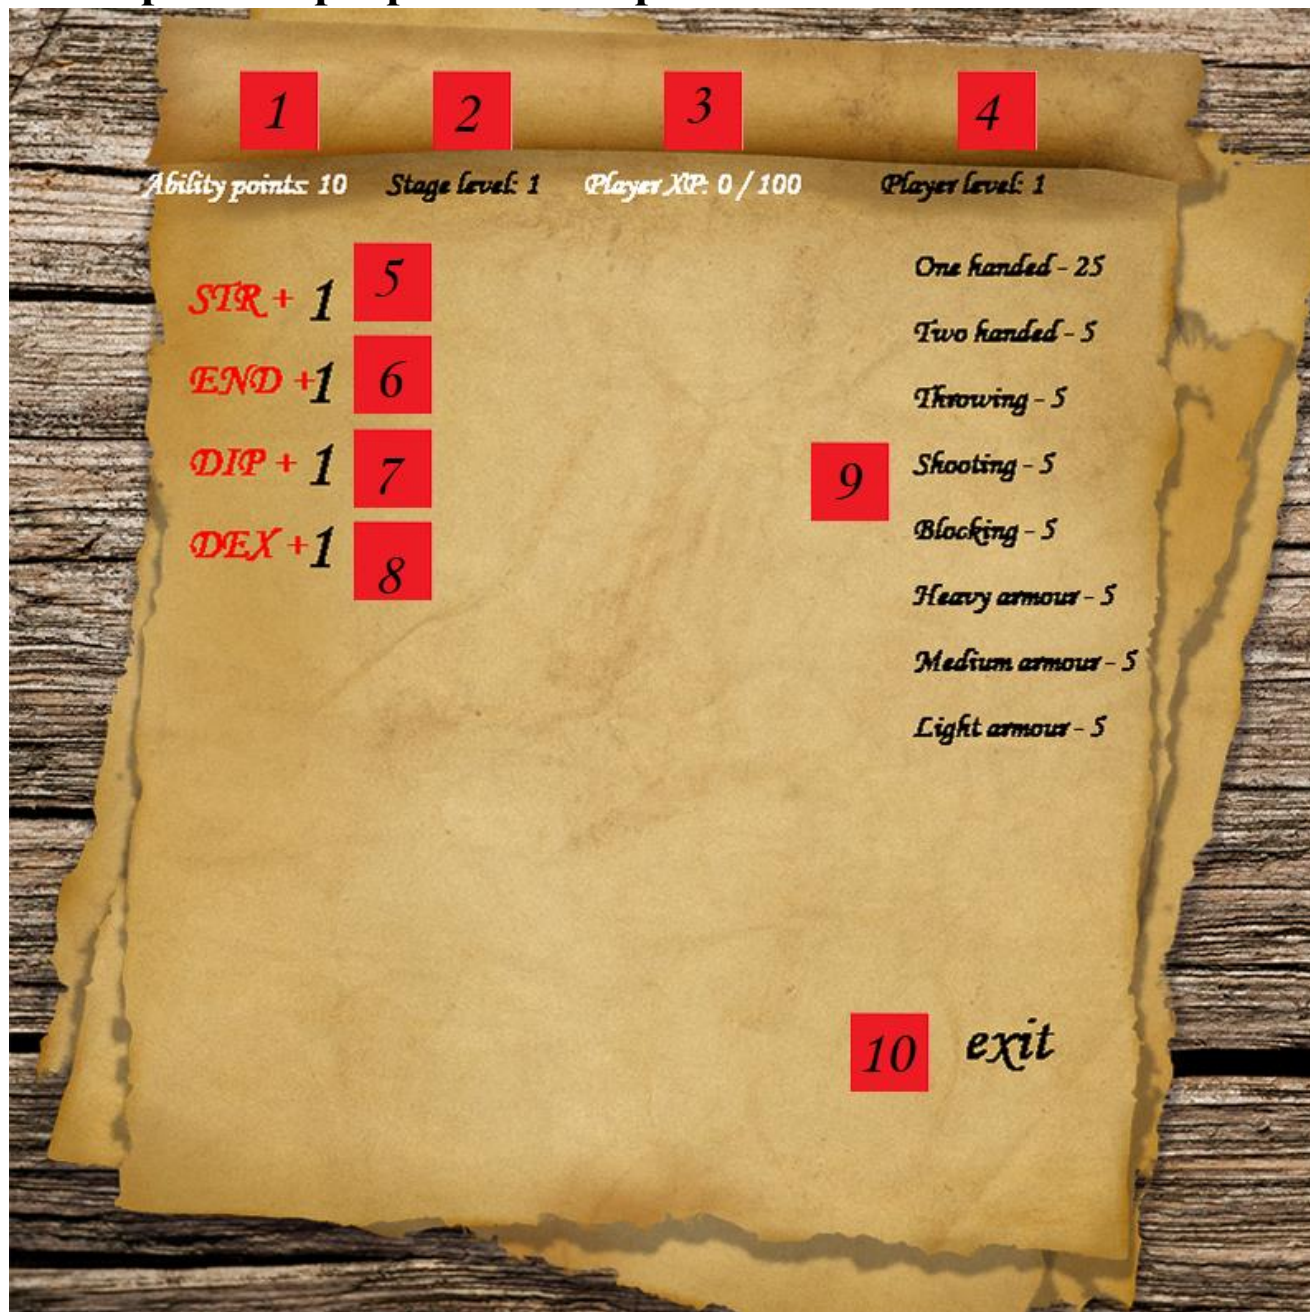 1 2 3 4
Ability points: 10 Stage level: 1 Player XP: 0 / 100 Player level: 1
STR + 1 5
END +1 6
DIP + 1 7
DEX +1 8
One handed - 25
Two handed - 5
Throwing - 5
9 Shooting - 5
Blocking - 5
Heavy armour - 5
Medium armour - 5
Light armour - 5
10 exit